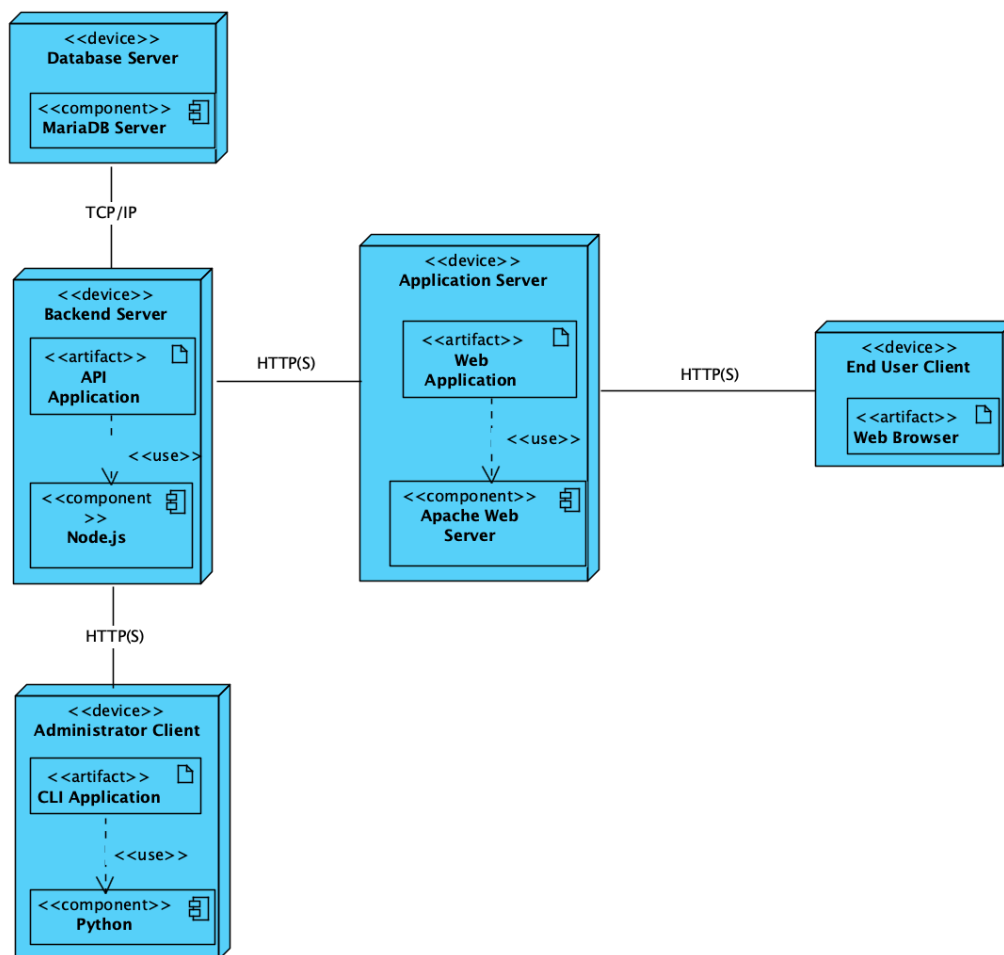 <<device>>
Database Server
<<component>>
MariaDB Server
TCP/IP
<<device>>
Backend Server
<<artifact>>
API
Application
<<use>>
<<component
>>
Node.js
HTTP(S)
<<device>>
Application Server
<<artifact>>
Web
Application
<<use>>
<<component>>
Apache Web
Server
HTTP(S)
<<device>>
End User Client
<<artifact>>
Web Browser
HTTP(S)
<<device>>
Administrator Client
<<artifact>>
CLI Application
<<use>>
<<component>>
Python